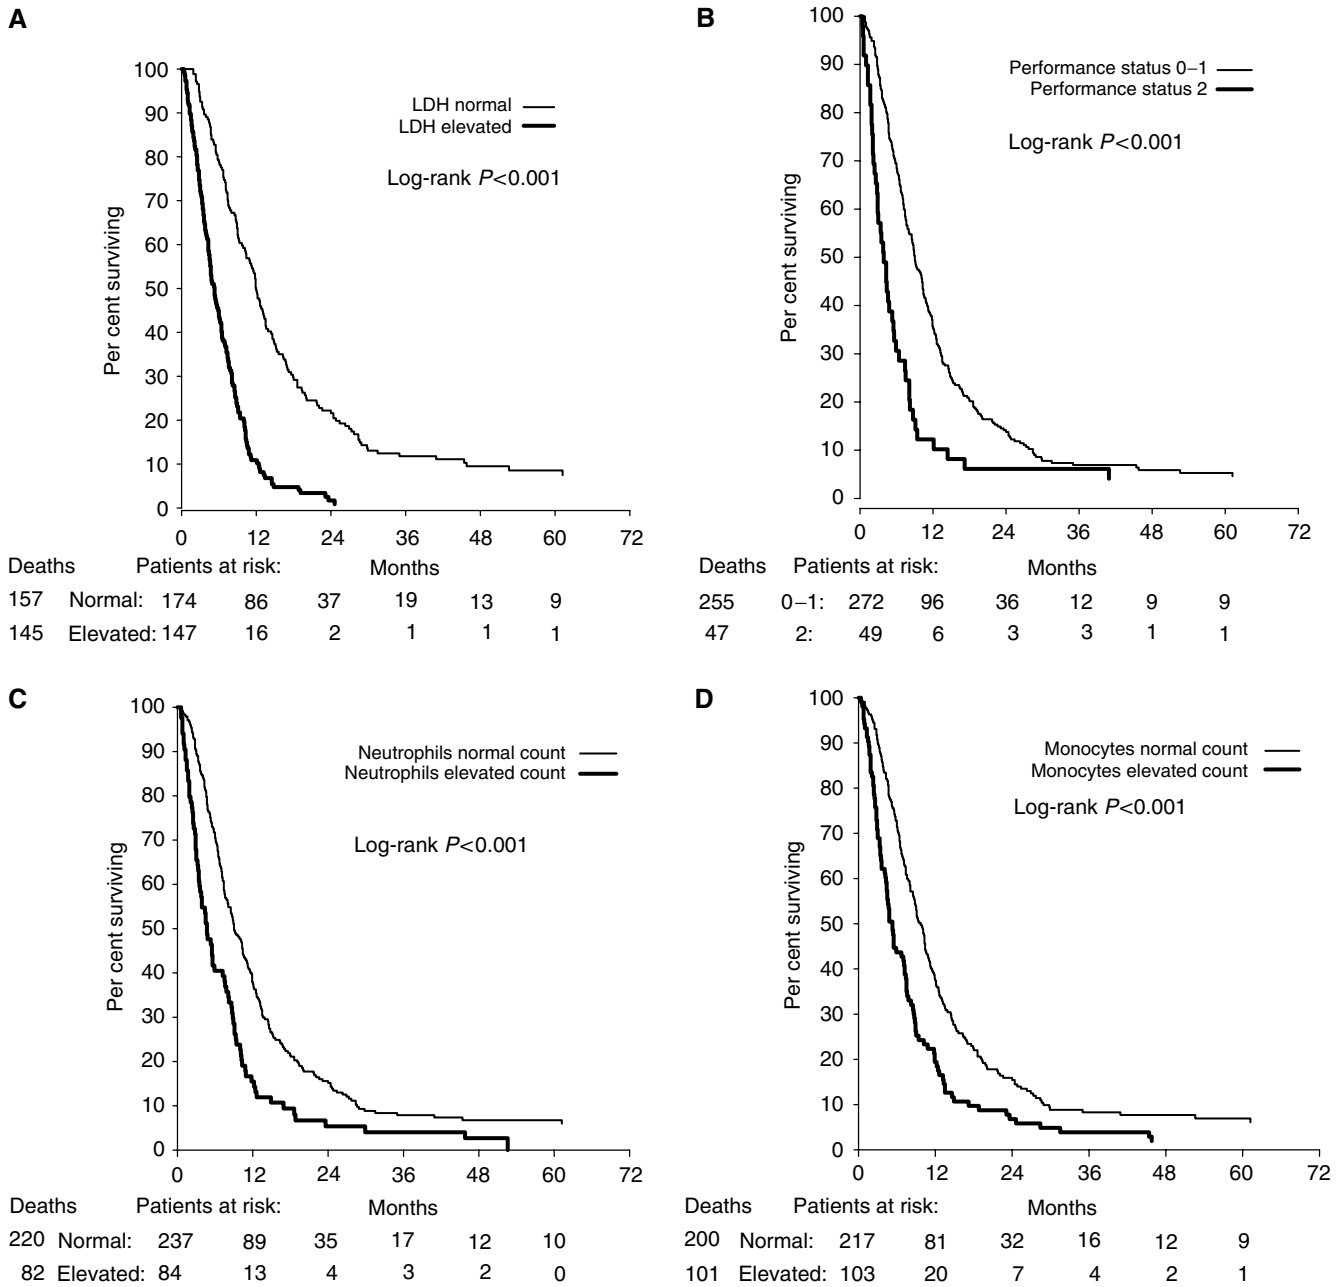 A
100
90
80
70
60
50
40
30
20
10
0
Per cent surviving
LDH normal
LDH elevated
Log-rank P<0.001
0 12 24 36 48 60 72
Deaths Patients at risk: Months
157 Normal: 174 86 37 19 13 9
145 Elevated: 147 16 2 1 1 1
B
100
90
80
70
60
50
40
30
20
10
0
Per cent surviving
Performance status 0–1
Performance status 2
Log-rank P<0.001
0 12 24 36 48 60 72
Deaths Patients at risk: Months
255 0–1: 272 96 36 12 9 9
47 2: 49 6 3 3 1 1
C
100
90
80
70
60
50
40
30
20
10
0
Per cent surviving
Neutrophils normal count
Neutrophils elevated count
Log-rank P<0.001
0 12 24 36 48 60 72
Deaths Patients at risk: Months
220 Normal: 237 89 35 17 12 10
82 Elevated: 84 13 4 3 2 0
D
100
90
80
70
60
50
40
30
20
10
0
Per cent surviving
Monocytes normal count
Monocytes elevated count
Log-rank P<0.001
0 12 24 36 48 60 72
Deaths Patients at risk: Months
200 Normal: 217 81 32 16 12 9
101 Elevated: 103 20 7 4 2 1